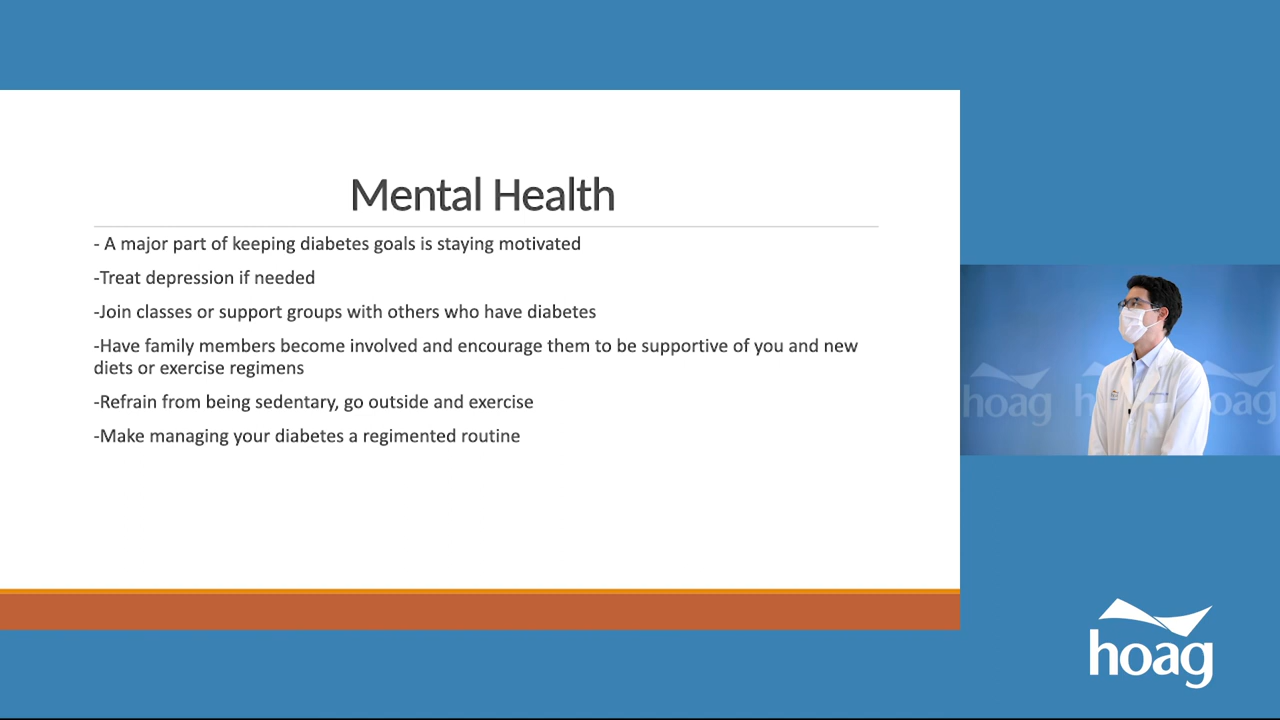 Mental Health
- A major part of keeping diabetes goals is staying motivated
-Treat depression if needed
-Join classes or support groups with others who have diabetes
-Have family members become involved and encourage them to be supportive of you and new
diets or exercise regimens
-Refrain from being sedentary, go outside and exercise
-Make managing your diabetes a regimented routine
hoag
hoag
h
oag